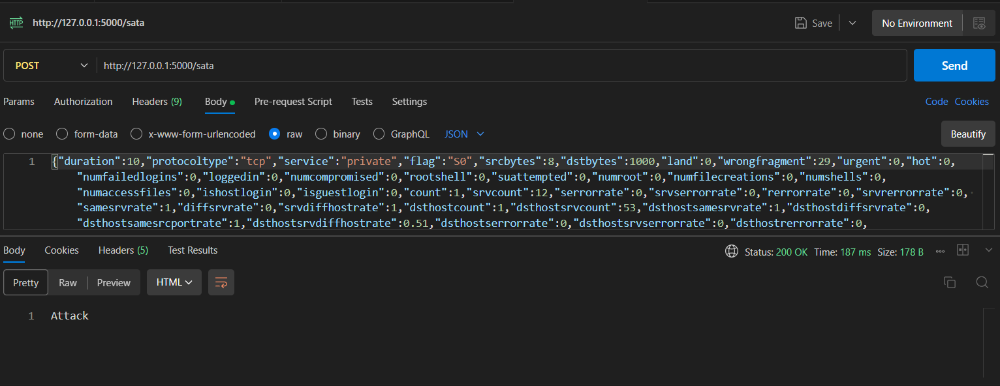 HTTP http://127.0.0.1:5000/sata Save No Environment
POST http://127.0.0.1:5000/sata Send
Params Authorization Headers (9) Body Pre-request Script Tests Settings Code Cookies
none form-data x-www-form-urlencoded raw binary GraphQL JSON Beautify
1 {"duration":10,"protocoltype":"tcp","service":"private","flag":"S0","srcbytes":8,"dstbytes":1000,"land":0,"wrongfragment":29,"urgent":0,"hot":0,
"numfailedlogins":0,"loggedin":0,"numcompromised":0,"rootshell":0,"suattempted":0,"numroot":0,"numfilecreations":0,"numshells":0,
"numaccessfiles":0,"ishostlogin":0,"isguestlogin":0,"count":1,"srvcount":12,"serrorrate":0,"srvserrorrate":0,"rerrorrate":0,"srvrerrorrate":0,
"samesrvrate":1,"diffsrvrate":0,"srvdiffhostrate":1,"dsthostcount":1,"dsthostsrvcount":53,"dsthostsamesrvrate":1,"dsthostdiffsrvrate":0,
"dsthostsamesrcportrate":1,"dsthostsrvdiffhostrate":0.51,"dsthostserrorrate":0,"dsthostsrvserrorrate":0,"dsthostrerrorrate":0,
Body Cookies Headers (5) Test Results Status: 200 OK Time: 187 ms Size: 178 B
Pretty Raw Preview HTML
1 Attack